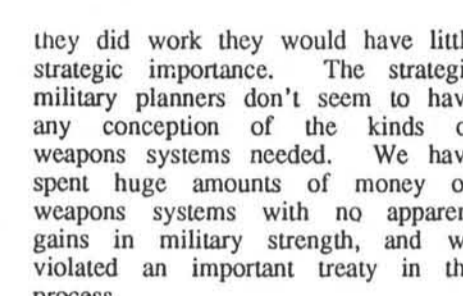 they did work they would have littl
strategic importance. The strategi
military planners don't seem to hav
any conception of the kinds o
weapons systems needed. We hav
spent huge amounts of money o
weapons systems with no apparen
gains in military strength, and w
violated an important treaty in th
process